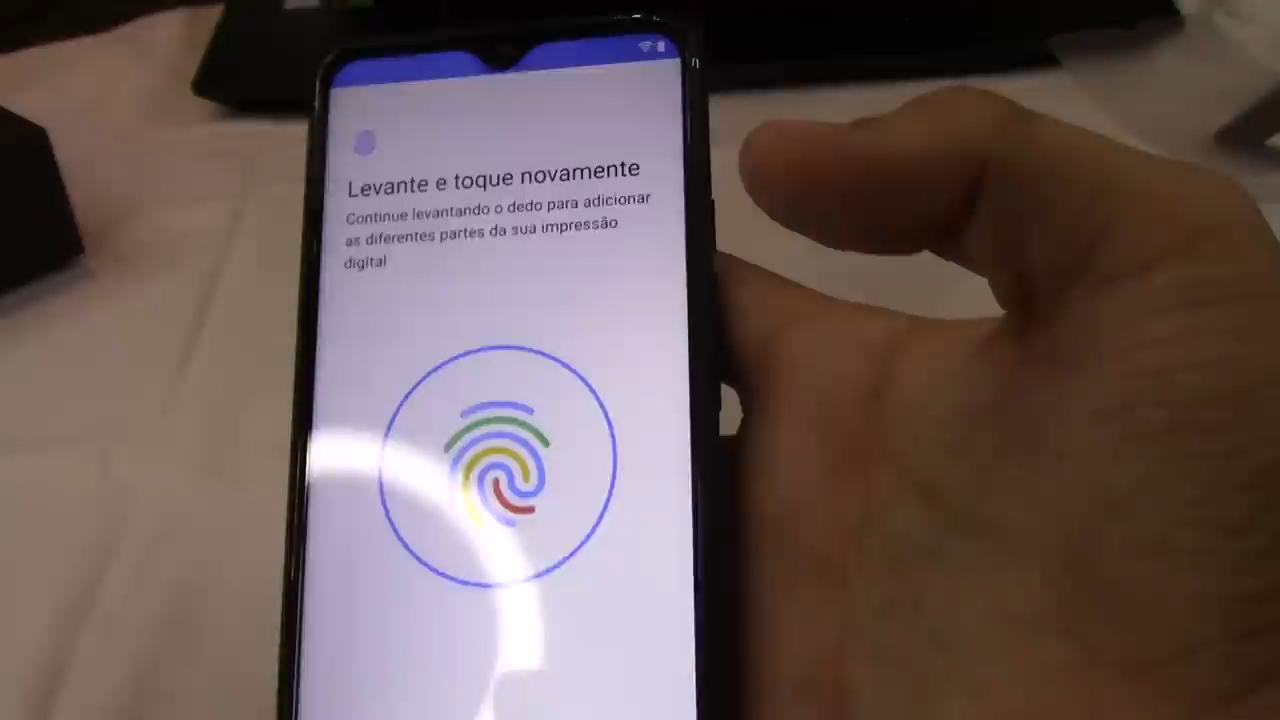 Levante e toque novamente
Continue levantando o dedo para adicionar
as diferentes partes da sua impressão
digital